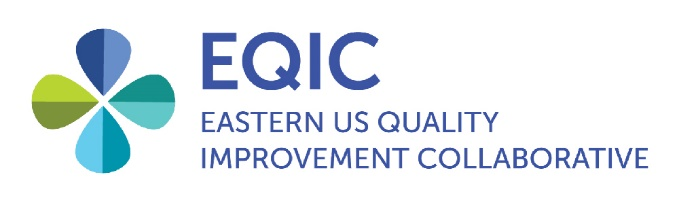 EQIC
EASTERN US QUALITY
IMPROVEMENT COLLABORATIVE